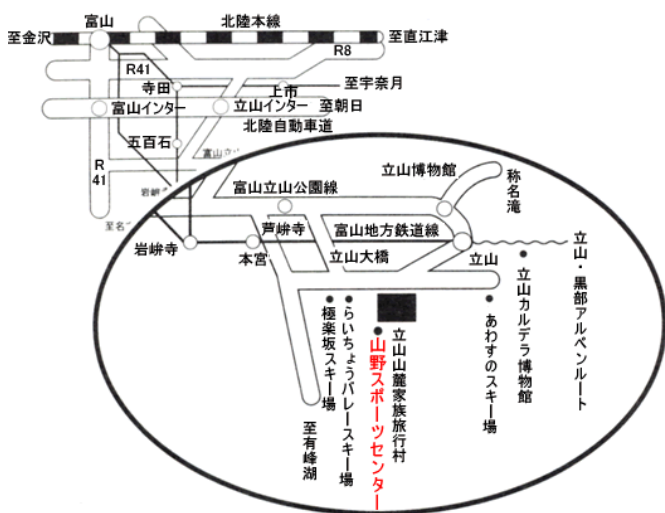 富山
北陸本線
至金沢
至直江津
R8
R41
寺田
上市
至宇奈月
富山インター
立山インター
至朝日
北陸自動車道
五百石
R
41
立山博物館
称名滝
富山立山公園線
芦峅寺
富山地方鉄道線
岩峅寺
本宮
立山大橋
立山
立山・黒部アルペンルート
立山カルデラ博物館
あわすのスキー場
立山山麓家族旅行村
山野スポーツセンター
らいちょうバレースキー場
極楽坂スキー場
至有峰湖